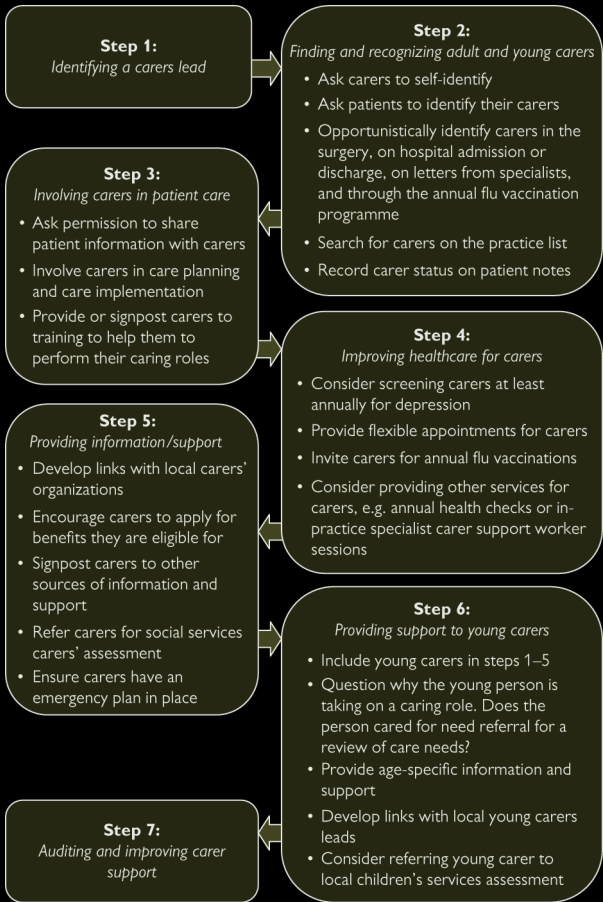 Step 1:
Identifying a carers lead
Step 2:
Finding and recognizing adult and young carers
• Ask carers to self-identify
• Ask patients to identify their carers
• Opportunistically identify carers in the
surgery, on hospital admission or
discharge, on letters from specialists,
and through the annual flu vaccination
programme
• Search for carers on the practice list
• Record carer status on patient notes
Step 3:
Involving carers in patient care
• Ask permission to share
patient information with carers
• Involve carers in care planning
and care implementation
• Provide or signpost carers to
training to help them to
perform their caring roles
Step 4:
Improving healthcare for carers
• Consider screening carers at least
annually for depression
• Provide flexible appointments for carers
• Invite carers for annual flu vaccinations
• Consider providing other services for
carers, e.g. annual health checks or in-
practice specialist carer support worker
sessions
Step 5:
Providing information/support
• Develop links with local carers’
organizations
• Encourage carers to apply for
benefits they are eligible for
• Signpost carers to other
sources of information and
support
• Refer carers for social services
carers’ assessment
• Ensure carers have an
emergency plan in place
Step 6:
Providing support to young carers
• Include young carers in steps 1–5
• Question why the young person is
taking on a caring role. Does the
person cared for need referral for a
review of care needs?
• Provide age-specific information and
support
• Develop links with local young carers
leads
• Consider referring young carer to
local children’s services assessment
Step 7:
Auditing and improving carer
support